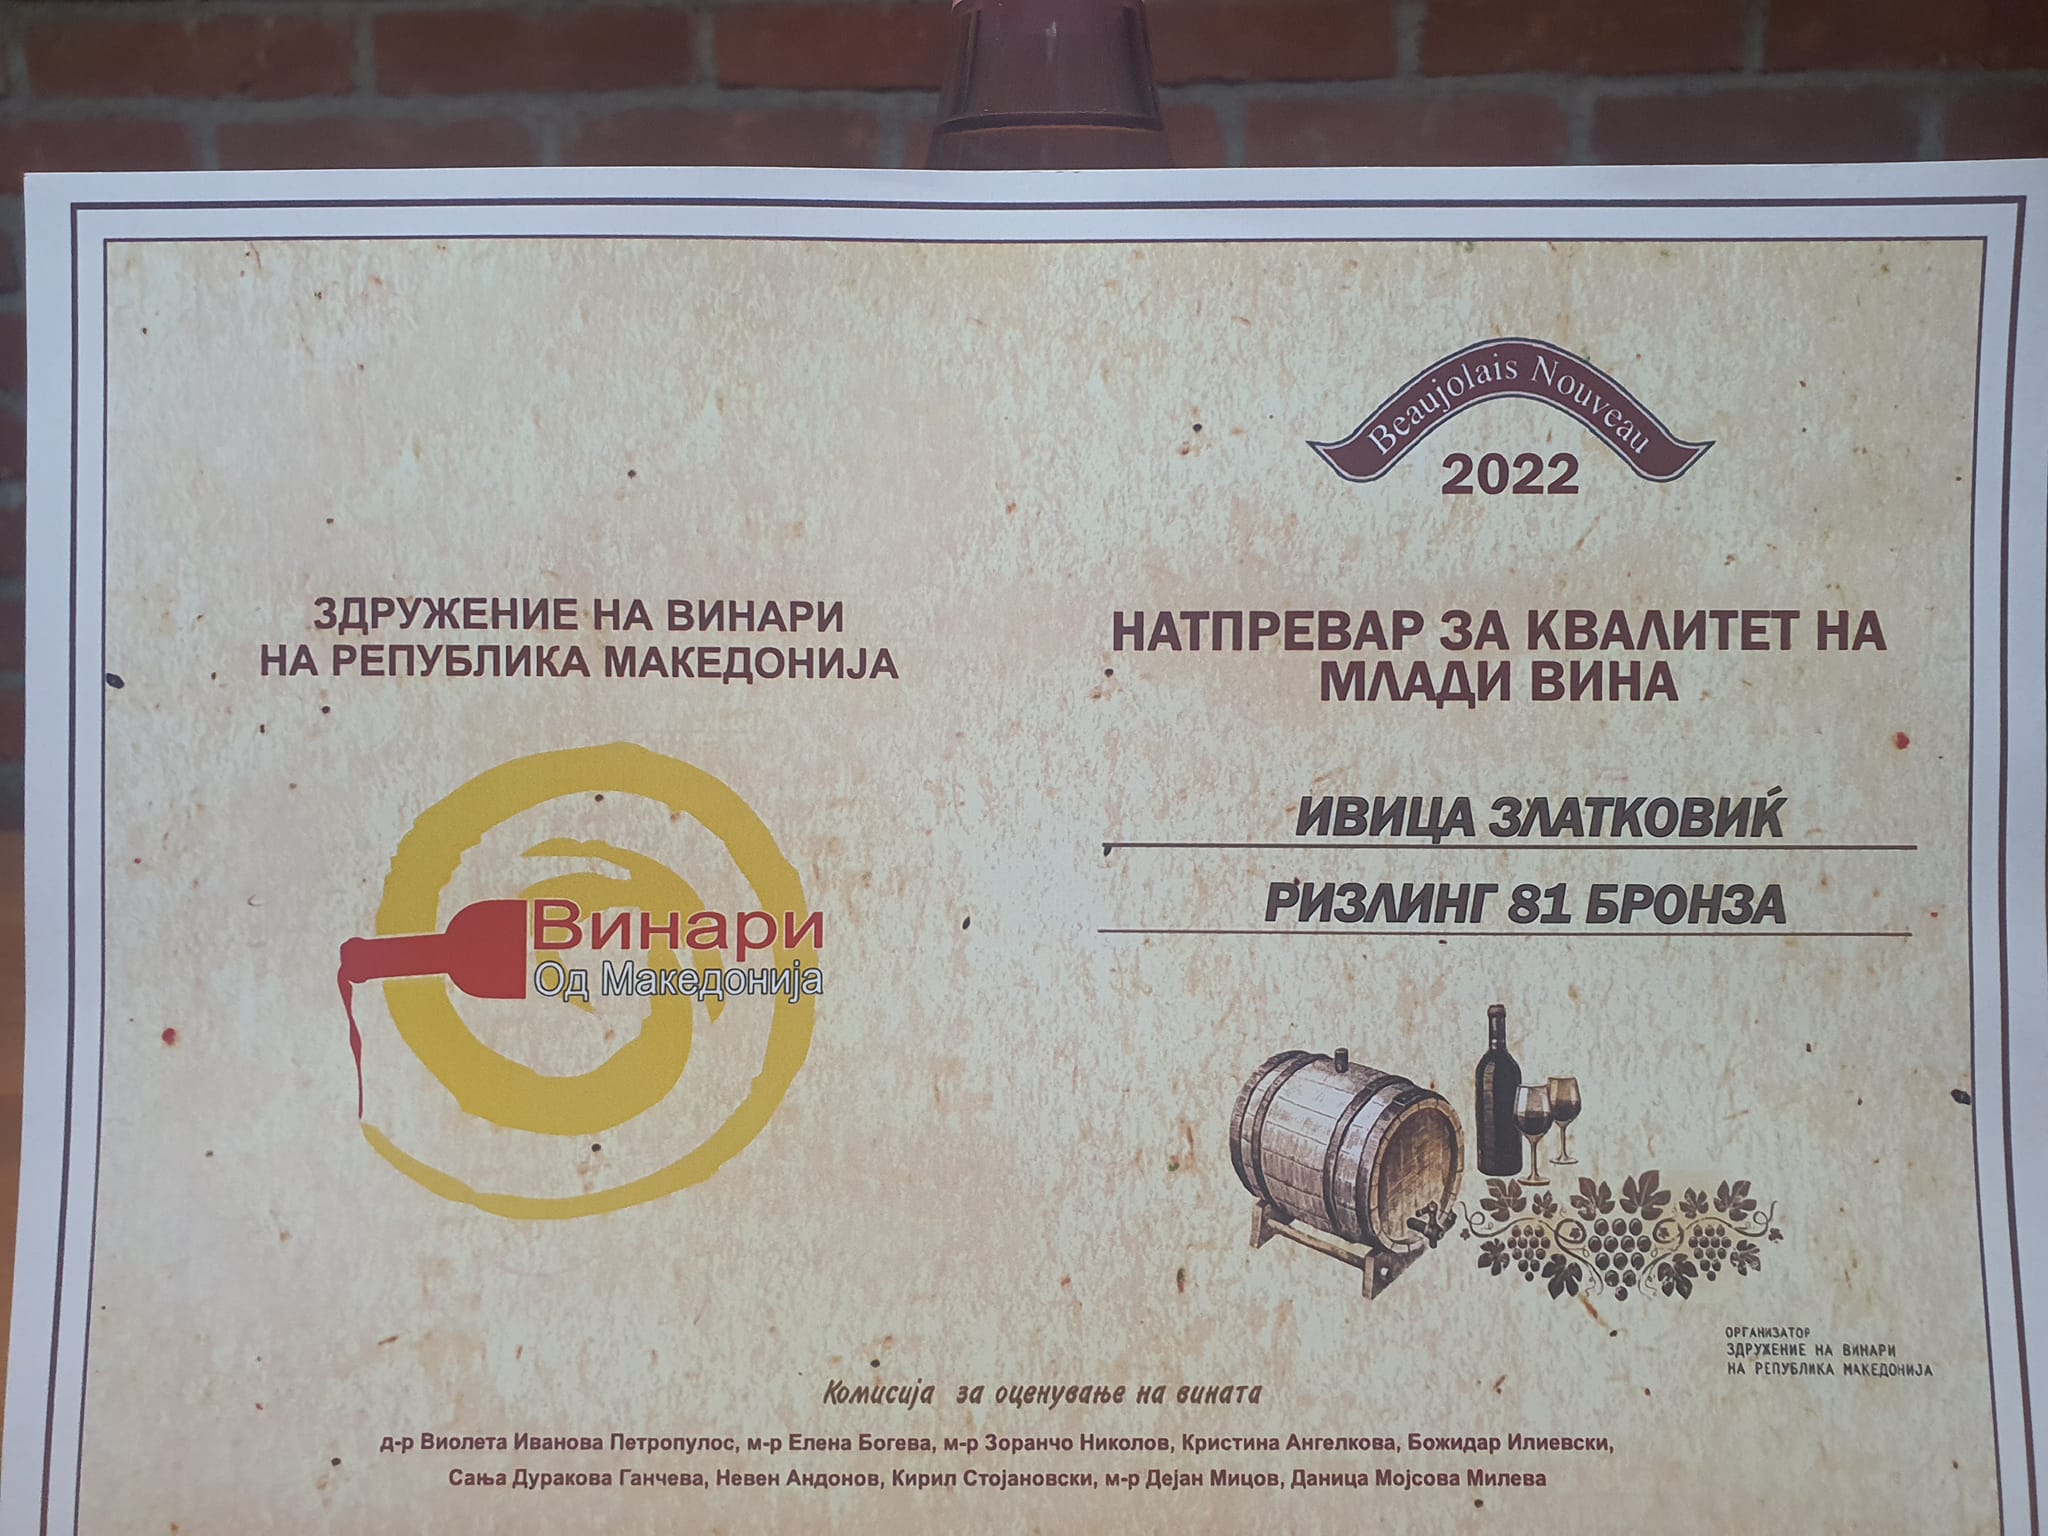 Beaujolais Nouveau
2022
ЗДРУЖЕНИЕ НА ВИНАРИ
НА РЕПУБЛИКА МАКЕДОНИЈА
НАТПРЕВАР ЗА КВАЛИТЕТ НА
МЛАДИ ВИНА
ИВИЦА ЗЛАТКОВИЌ
РИЗЛИНГ 81 БРОНЗА
Винари
Од Македонија
ОРГАНИЗАТОР
ЗДРУЖЕНИЕ НА ВИНАРИ
НА РЕПУБЛИКА МАКЕДОНИЈА
Комисија за оценување на вината
д-р Виолета Иванова Петропулос, м-р Елена Богева, м-р Зоранчо Николов, Кристина Ангелкова, Божидар Илиевски,
Сања Дуракова Ганчева, Невен Андонов, Кирил Стојановски, м-р Дејан Мицов, Даница Мојсова Милева